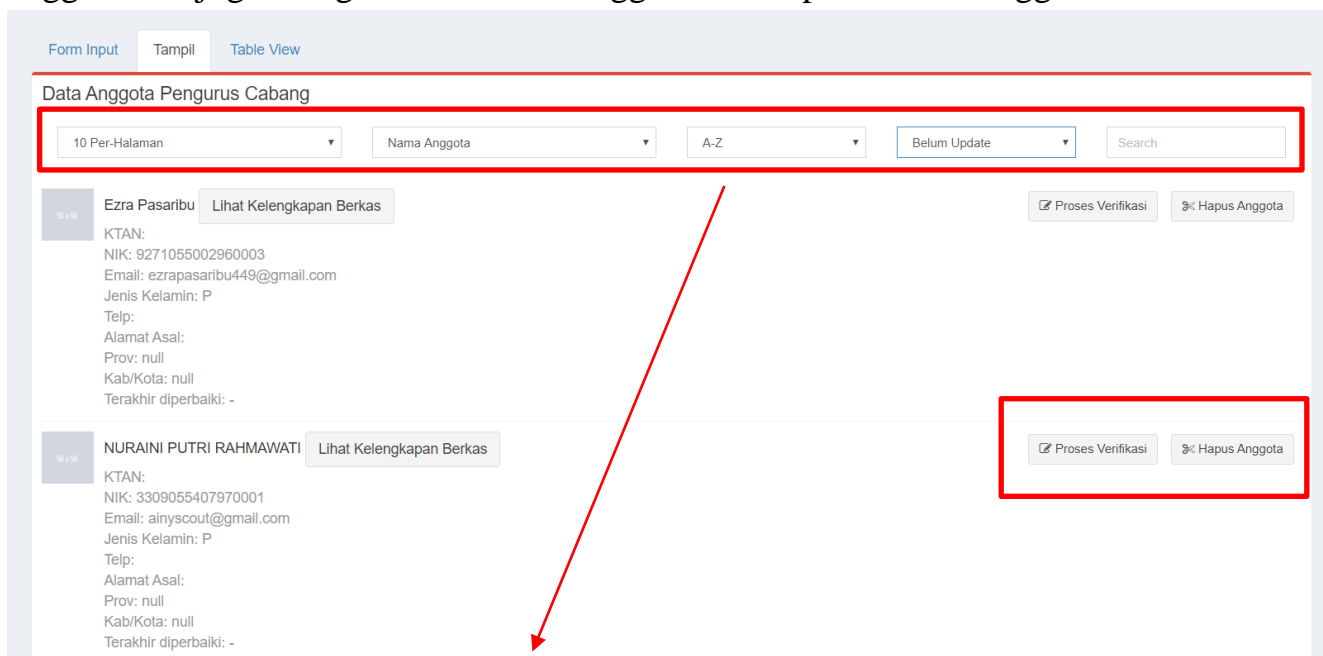 Form Input Tampil Table View
Data Anggota Pengurus Cabang
10 Per-Halaman Nama Anggota A-Z Belum Update Search
Ezra Pasaribu Lihat Kelengkapan Berkas Proses Verifikasi Hapus Anggota
KTAN:
NIK: 9271055002960003
Email: ezrapasaribu449@gmail.com
Jenis Kelamin: P
Telp:
Alamat Asal:
Prov: null
Kab/Kota: null
Terakhir diperbaiki: -
NURAINI PUTRI RAHMAWATI Lihat Kelengkapan Berkas Proses Verifikasi Hapus Anggota
KTAN:
NIK: 3309055407970001
Email: ainyscout@gmail.com
Jenis Kelamin: P
Telp:
Alamat Asal:
Prov: null
Kab/Kota: null
Terakhir diperbaiki: -